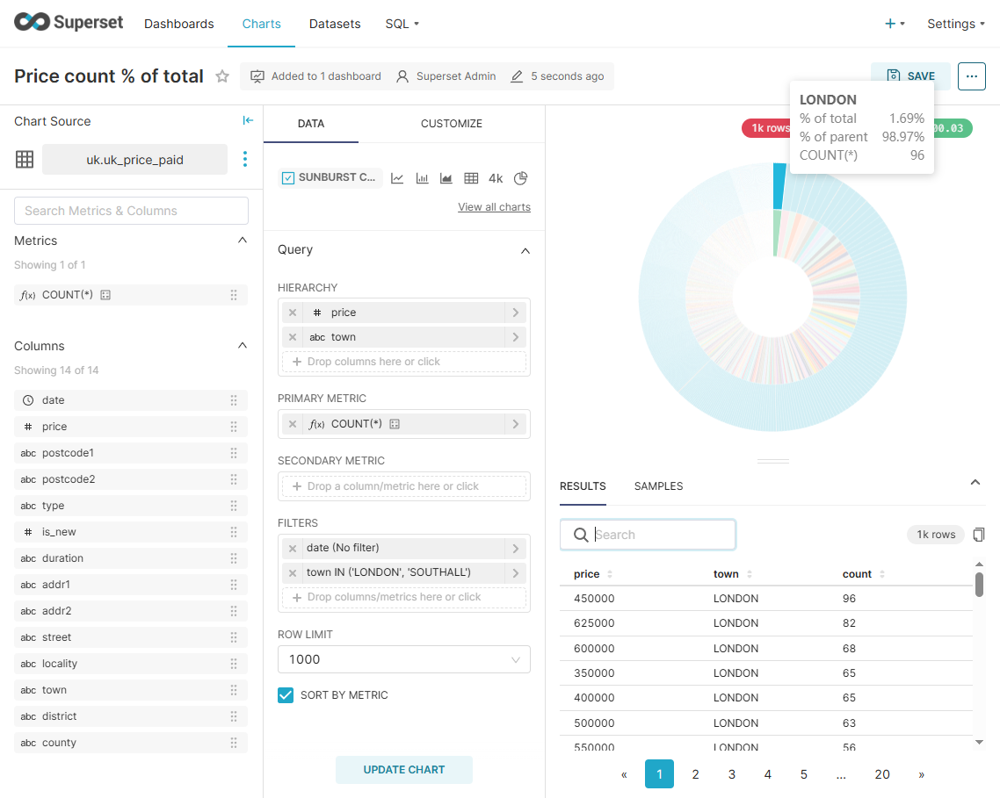 Superset Dashboards Charts Datasets SQL + Settings
Price count % of total Added to 1 dashboard Superset Admin 5 seconds ago SAVE ...
Chart Source
uk.uk_price_paid
Search Metrics & Columns
Metrics
Showing 1 of 1
f(x) COUNT(*)
Columns
Showing 14 of 14
date
# price
abc postcode1
abc postcode2
abc type
# is_new
abc duration
abc addr1
abc addr2
abc street
abc locality
abc town
abc district
abc county
DATA CUSTOMIZE
SUNBURST C... 4k
View all charts
Query
HIERARCHY
# price
abc town
+ Drop columns here or click
PRIMARY METRIC
f(x) COUNT(*)
SECONDARY METRIC
+ Drop a column/metric here or click
FILTERS
date (No filter)
town IN ('LONDON', 'SOUTHALL')
+ Drop columns/metrics here or click
ROW LIMIT
1000
SORT BY METRIC
UPDATE CHART
1k rows
LONDON
% of total 1.69%
% of parent 98.97%
COUNT(*) 96
00.03
RESULTS SAMPLES
Search 1k rows
price town count
450000 LONDON 96
625000 LONDON 82
600000 LONDON 68
350000 LONDON 65
400000 LONDON 65
500000 LONDON 63
550000 LONDON 56
« 1 2 3 4 5 ... 20 »